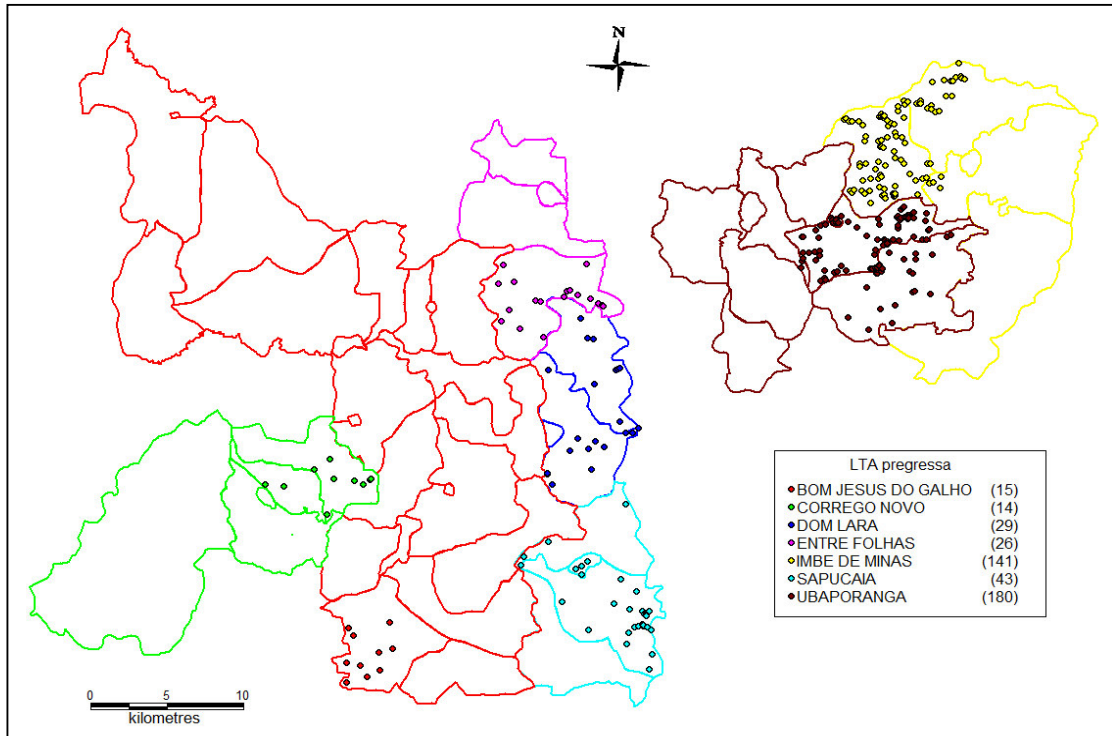 N
LTA pregressa
BOM JESUS DO GALHO (15)
CORREGO NOVO (14)
DOM LARA (29)
ENTRE FOLHAS (26)
IMBE DE MINAS (141)
SAPUCAIA (43)
UBAPORANGA (180)
0 5 10
kilometres